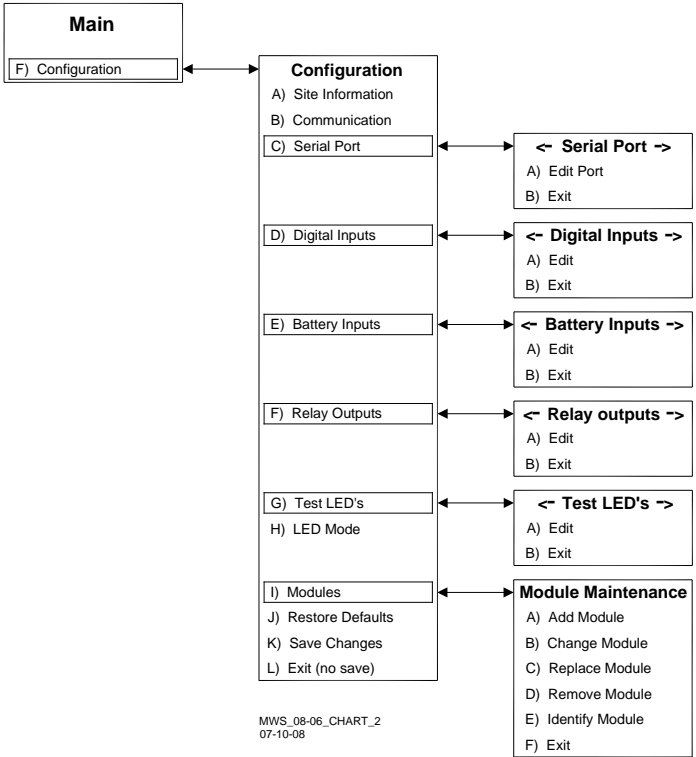 Main
F) Configuration
Configuration
A) Site Information
B) Communication
C) Serial Port
D) Digital Inputs
E) Battery Inputs
F) Relay Outputs
G) Test LED's
H) LED Mode
I) Modules
J) Restore Defaults
K) Save Changes
L) Exit (no save)
<- Serial Port ->
A) Edit Port
B) Exit
<- Digital Inputs ->
A) Edit
B) Exit
<- Battery Inputs ->
A) Edit
B) Exit
<- Relay outputs ->
A) Edit
B) Exit
<- Test LED's ->
A) Edit
B) Exit
Module Maintenance
A) Add Module
B) Change Module
C) Replace Module
D) Remove Module
E) Identify Module
F) Exit
MWS_08-06_CHART_2
07-10-08